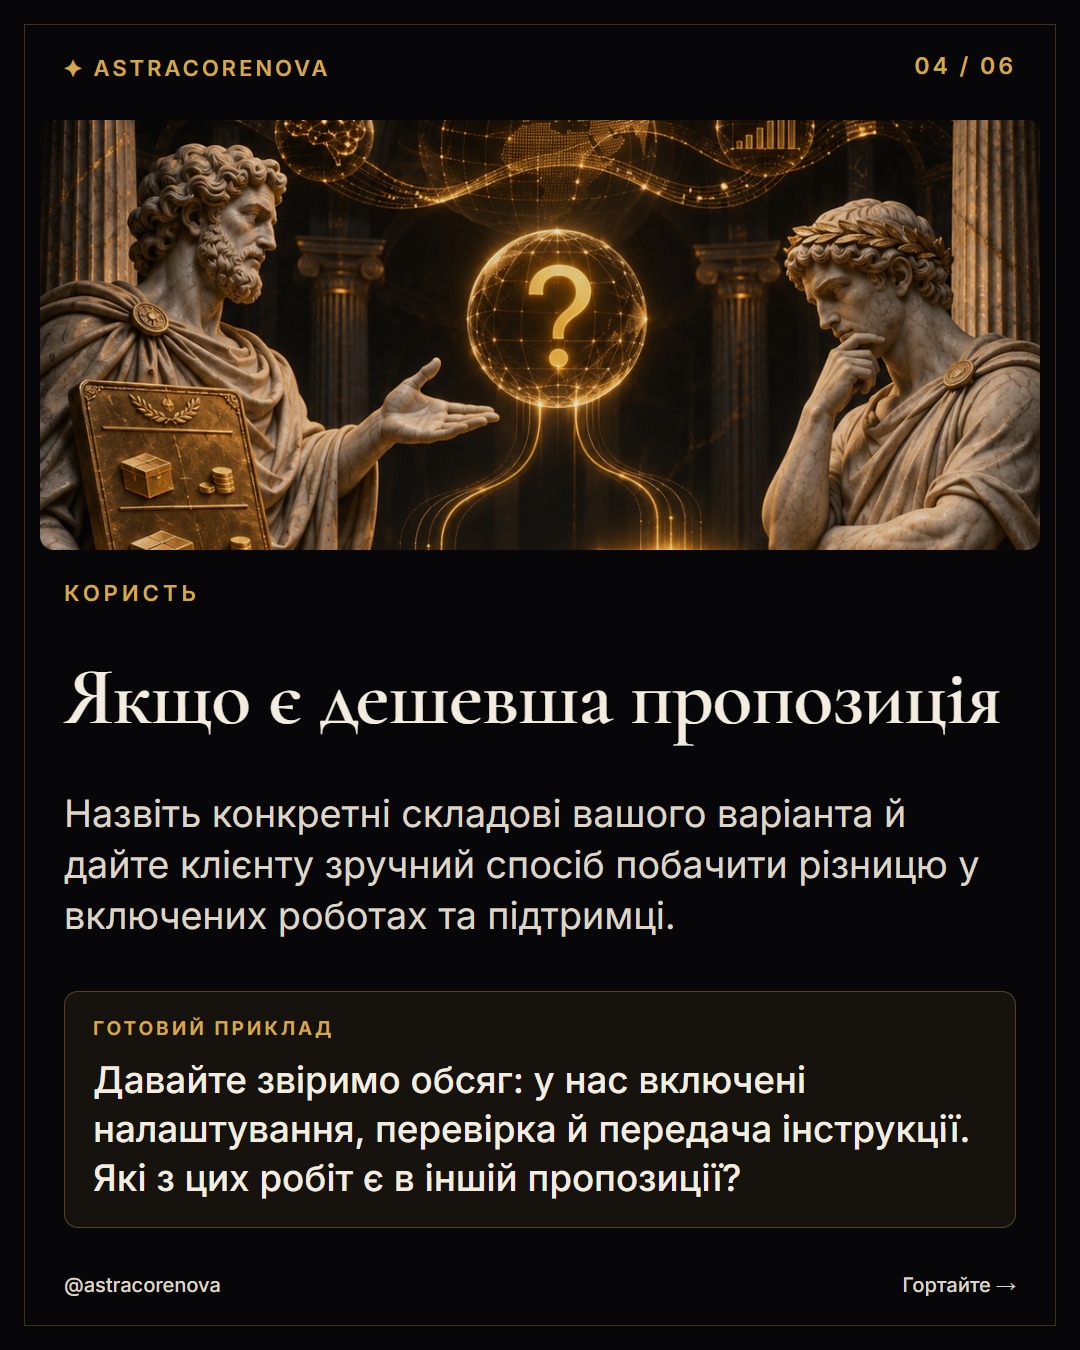 ✦ ASTRACORENOVA
04 / 06
?
КОРИСТЬ
Якщо є дешевша пропозиція
Назвіть конкретні складові вашого варіанта й
дайте клієнту зручний спосіб побачити різницю у
включених роботах та підтримці.
ГОТОВИЙ ПРИКЛАД
Давайте звіримо обсяг: у нас включені
налаштування, перевірка й передача інструкції.
Які з цих робіт є в іншій пропозиції?
@astracorenova
Гортайте →